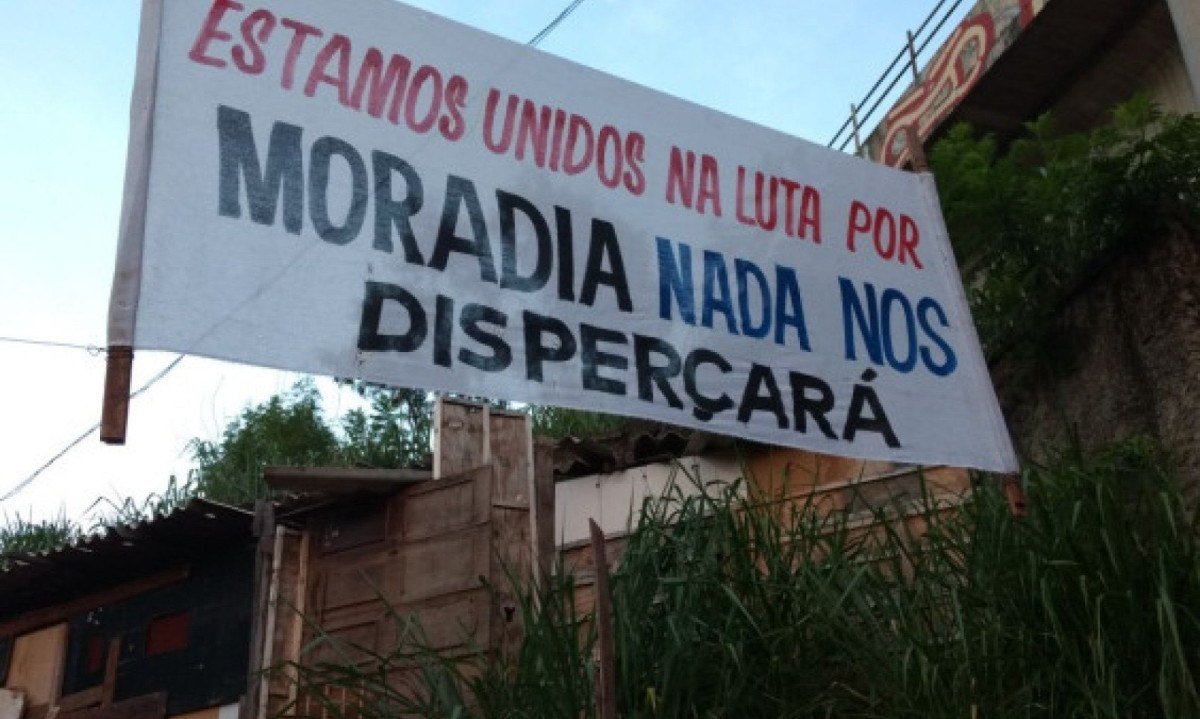 ESTAMOS UNIDOS NA LUTA POR
MORADIA NADA NOS
DISPERÇARÁ